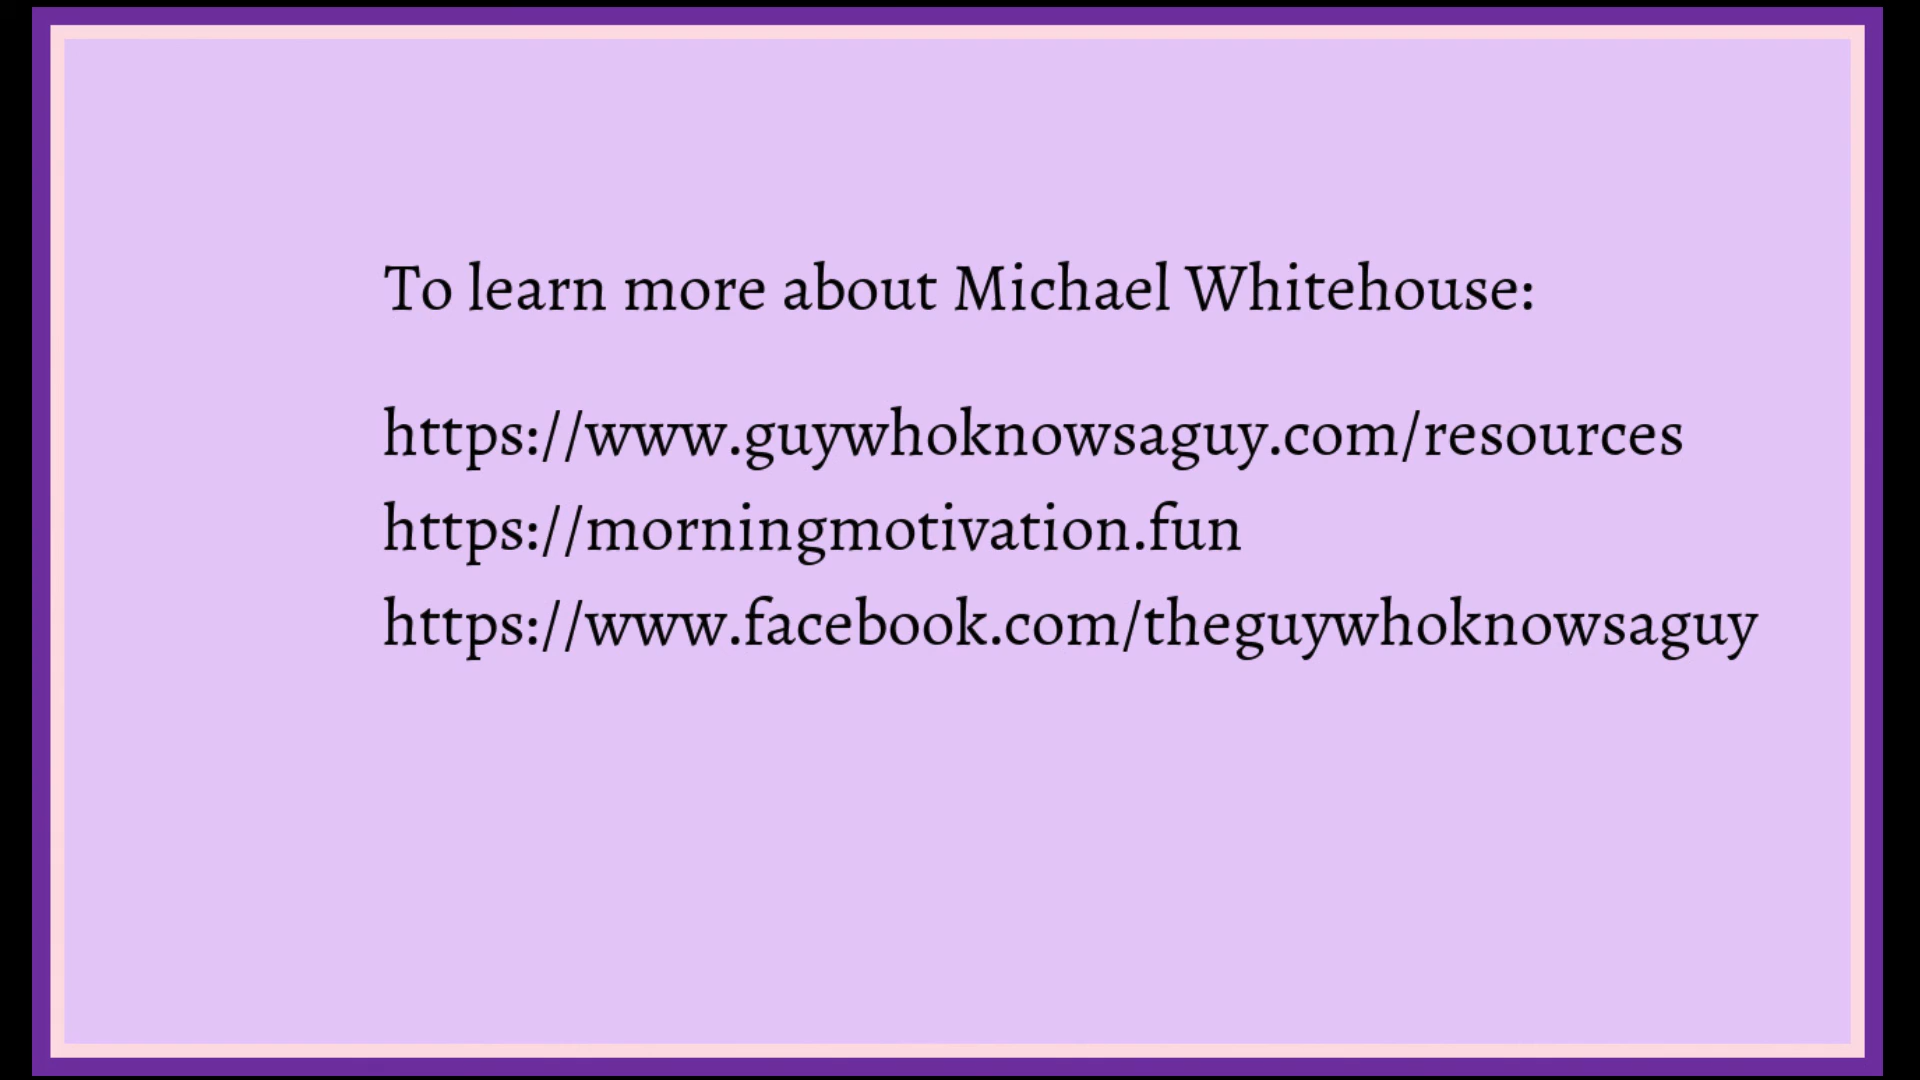 To learn more about Michael Whitehouse:
https://www.guywhoknowsaguy.com/resources
https://morningmotivation.fun
https://www.facebook.com/theguywhoknowsaguy